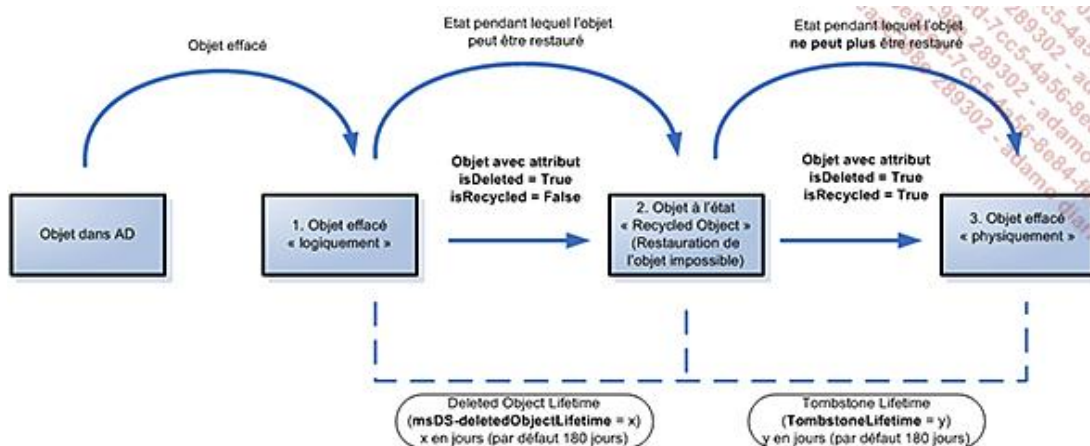 Objet effacé
Etat pendant lequel l'objet
peut être restauré
Etat pendant lequel l'objet
ne peut plus être restauré
Objet dans AD
1. Objet effacé
« logiquement »
Objet avec attribut
isDeleted = True
isRecycled = False
2. Objet à l'état
« Recycled Object »
(Restauration de
l'objet impossible)
Objet avec attribut
isDeleted = True
isRecycled = True
3. Objet effacé
« physiquement »
Deleted Object Lifetime
(msDS-deletedObjectLifetime = x)
x en jours (par défaut 180 jours)
Tombstone Lifetime
(TombstoneLifetime = y)
y en jours (par défaut 180 jours)